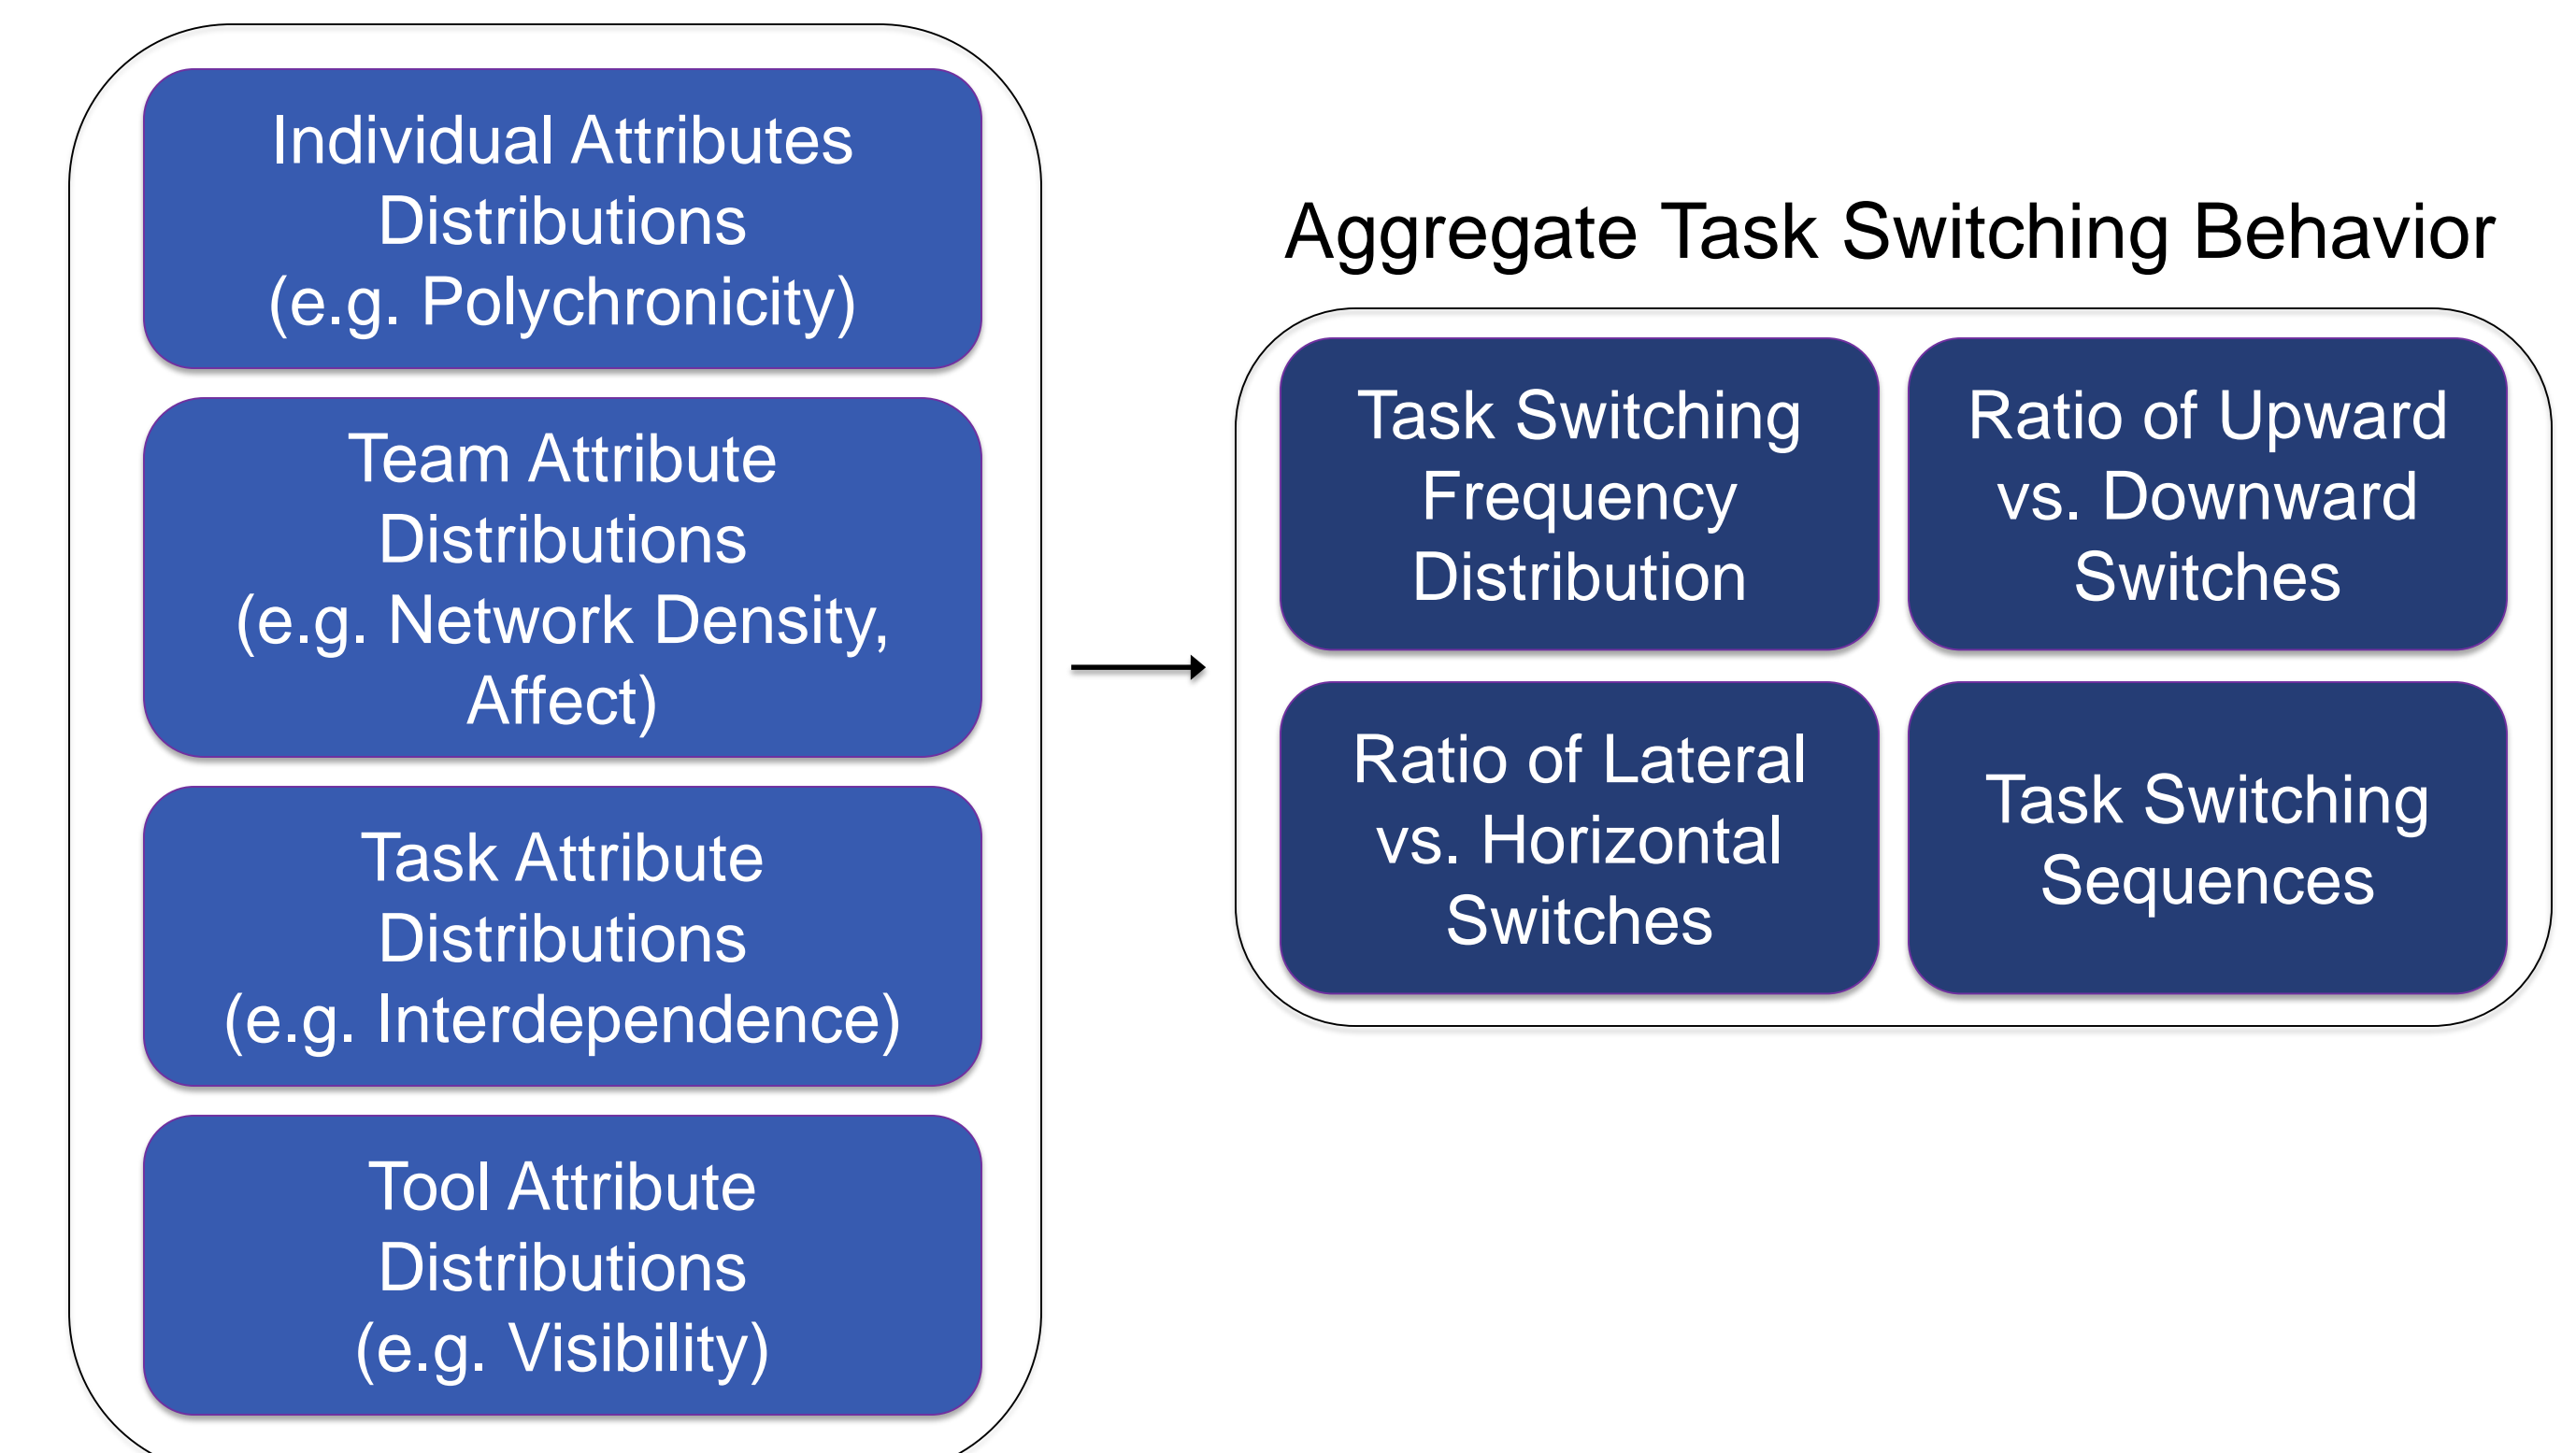 Individual Attributes
Distributions
(e.g. Polychronicity)
Team Attribute
Distributions
(e.g. Network Density,
Affect)
Task Attribute
Distributions
(e.g. Interdependence)
Tool Attribute
Distributions
(e.g. Visibility)
Aggregate Task Switching Behavior
Task Switching
Frequency
Distribution
Ratio of Upward
vs. Downward
Switches
Ratio of Lateral
vs. Horizontal
Switches
Task Switching
Sequences